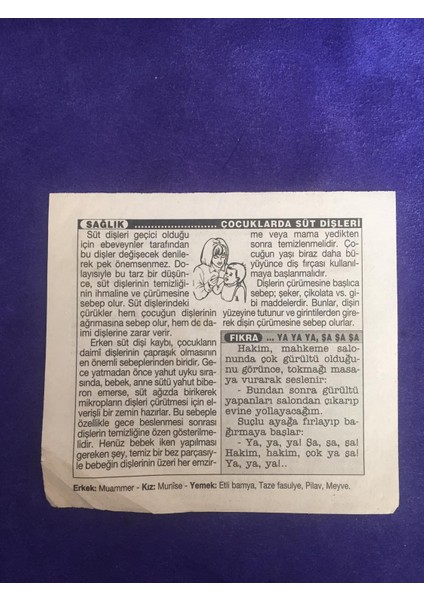 SAĞLIK ........................ ÇOCUKLARDA SÜT DİŞLERİ
Süt dişleri geçici olduğu
için ebeveynler tarafından
bu dişler değişecek denile-
rek pek önemsenmez. Do-
layısıyle bu tarz bir düşün-
ce, süt dişlerinin temizliği-
nin ihmaline ve çürümesine
sebep olur. Süt dişlerindeki
çürükler hem çocuğun dişlerinin
ağrımasına sebep olur, hem de da-
imi dişlerine zarar verir.
Erken süt dişi kaybı, çocukların
daimî dişlerinin çapraşık olmasının
en önemli sebeplerinden biridir. Ge-
ce yatmadan önce yahut uyku sıra-
sında, bebek, anne sütü yahut bibe-
ron emerse, süt ağızda birikerek
mikropların dişleri çürütmesi için el-
verişli bir zemin hazırlar. Bu sebeple
özellikle gece beslenmesi sonrası
dişlerin temizliğine özen gösterilme-
lidir. Henüz bebek iken yapılması
gereken şey, temiz bir bez parçasıy-
la bebeğin dişlerinin üzeri her emzir-
me veya mama yedikten
sonra temizlenmelidir. Ço-
cuğun yaşı biraz daha bü-
yüyünce diş fırçası kullanıl-
maya başlanmalıdır.
Dişlerin çürümesine başlıca
sebep; şeker, çikolata vs. gi-
bi maddelerdir. Bunlar, dişin
yüzeyine tutunur ve girintilerden gire-
rek dişin çürümesine sebep olurlar.
FIKRA ... YA YA YA, ŞA ŞA ŞA
Hakim, mahkeme salo-
nunda çok gürültü olduğu-
nu görünce, tokmağı masa-
ya vurarak seslenir:
- Bundan sonra gürültü
yapanları salondan çıkarıp
evine yollayacağım.
Suçlu ayağa fırlayıp ba-
ğırmaya başlar:
- Ya, ya, ya! Şa, şa, şa!
Hakim, hakim, çok ya şa!
Ya, ya, ya!..
Erkek: Muammer - Kız: Munîse - Yemek: Etli bamya, Taze fasulye, Pilav, Meyve.